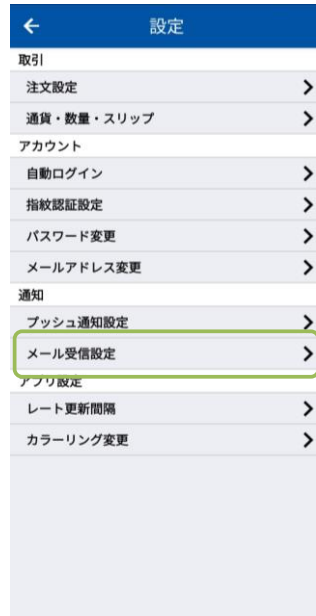 設定
取引
注文設定
通貨・数量・スリップ
アカウント
自動ログイン
指紋認証設定
パスワード変更
メールアドレス変更
通知
プッシュ通知設定
メール受信設定
アプリ設定
レート更新間隔
カラーリング変更